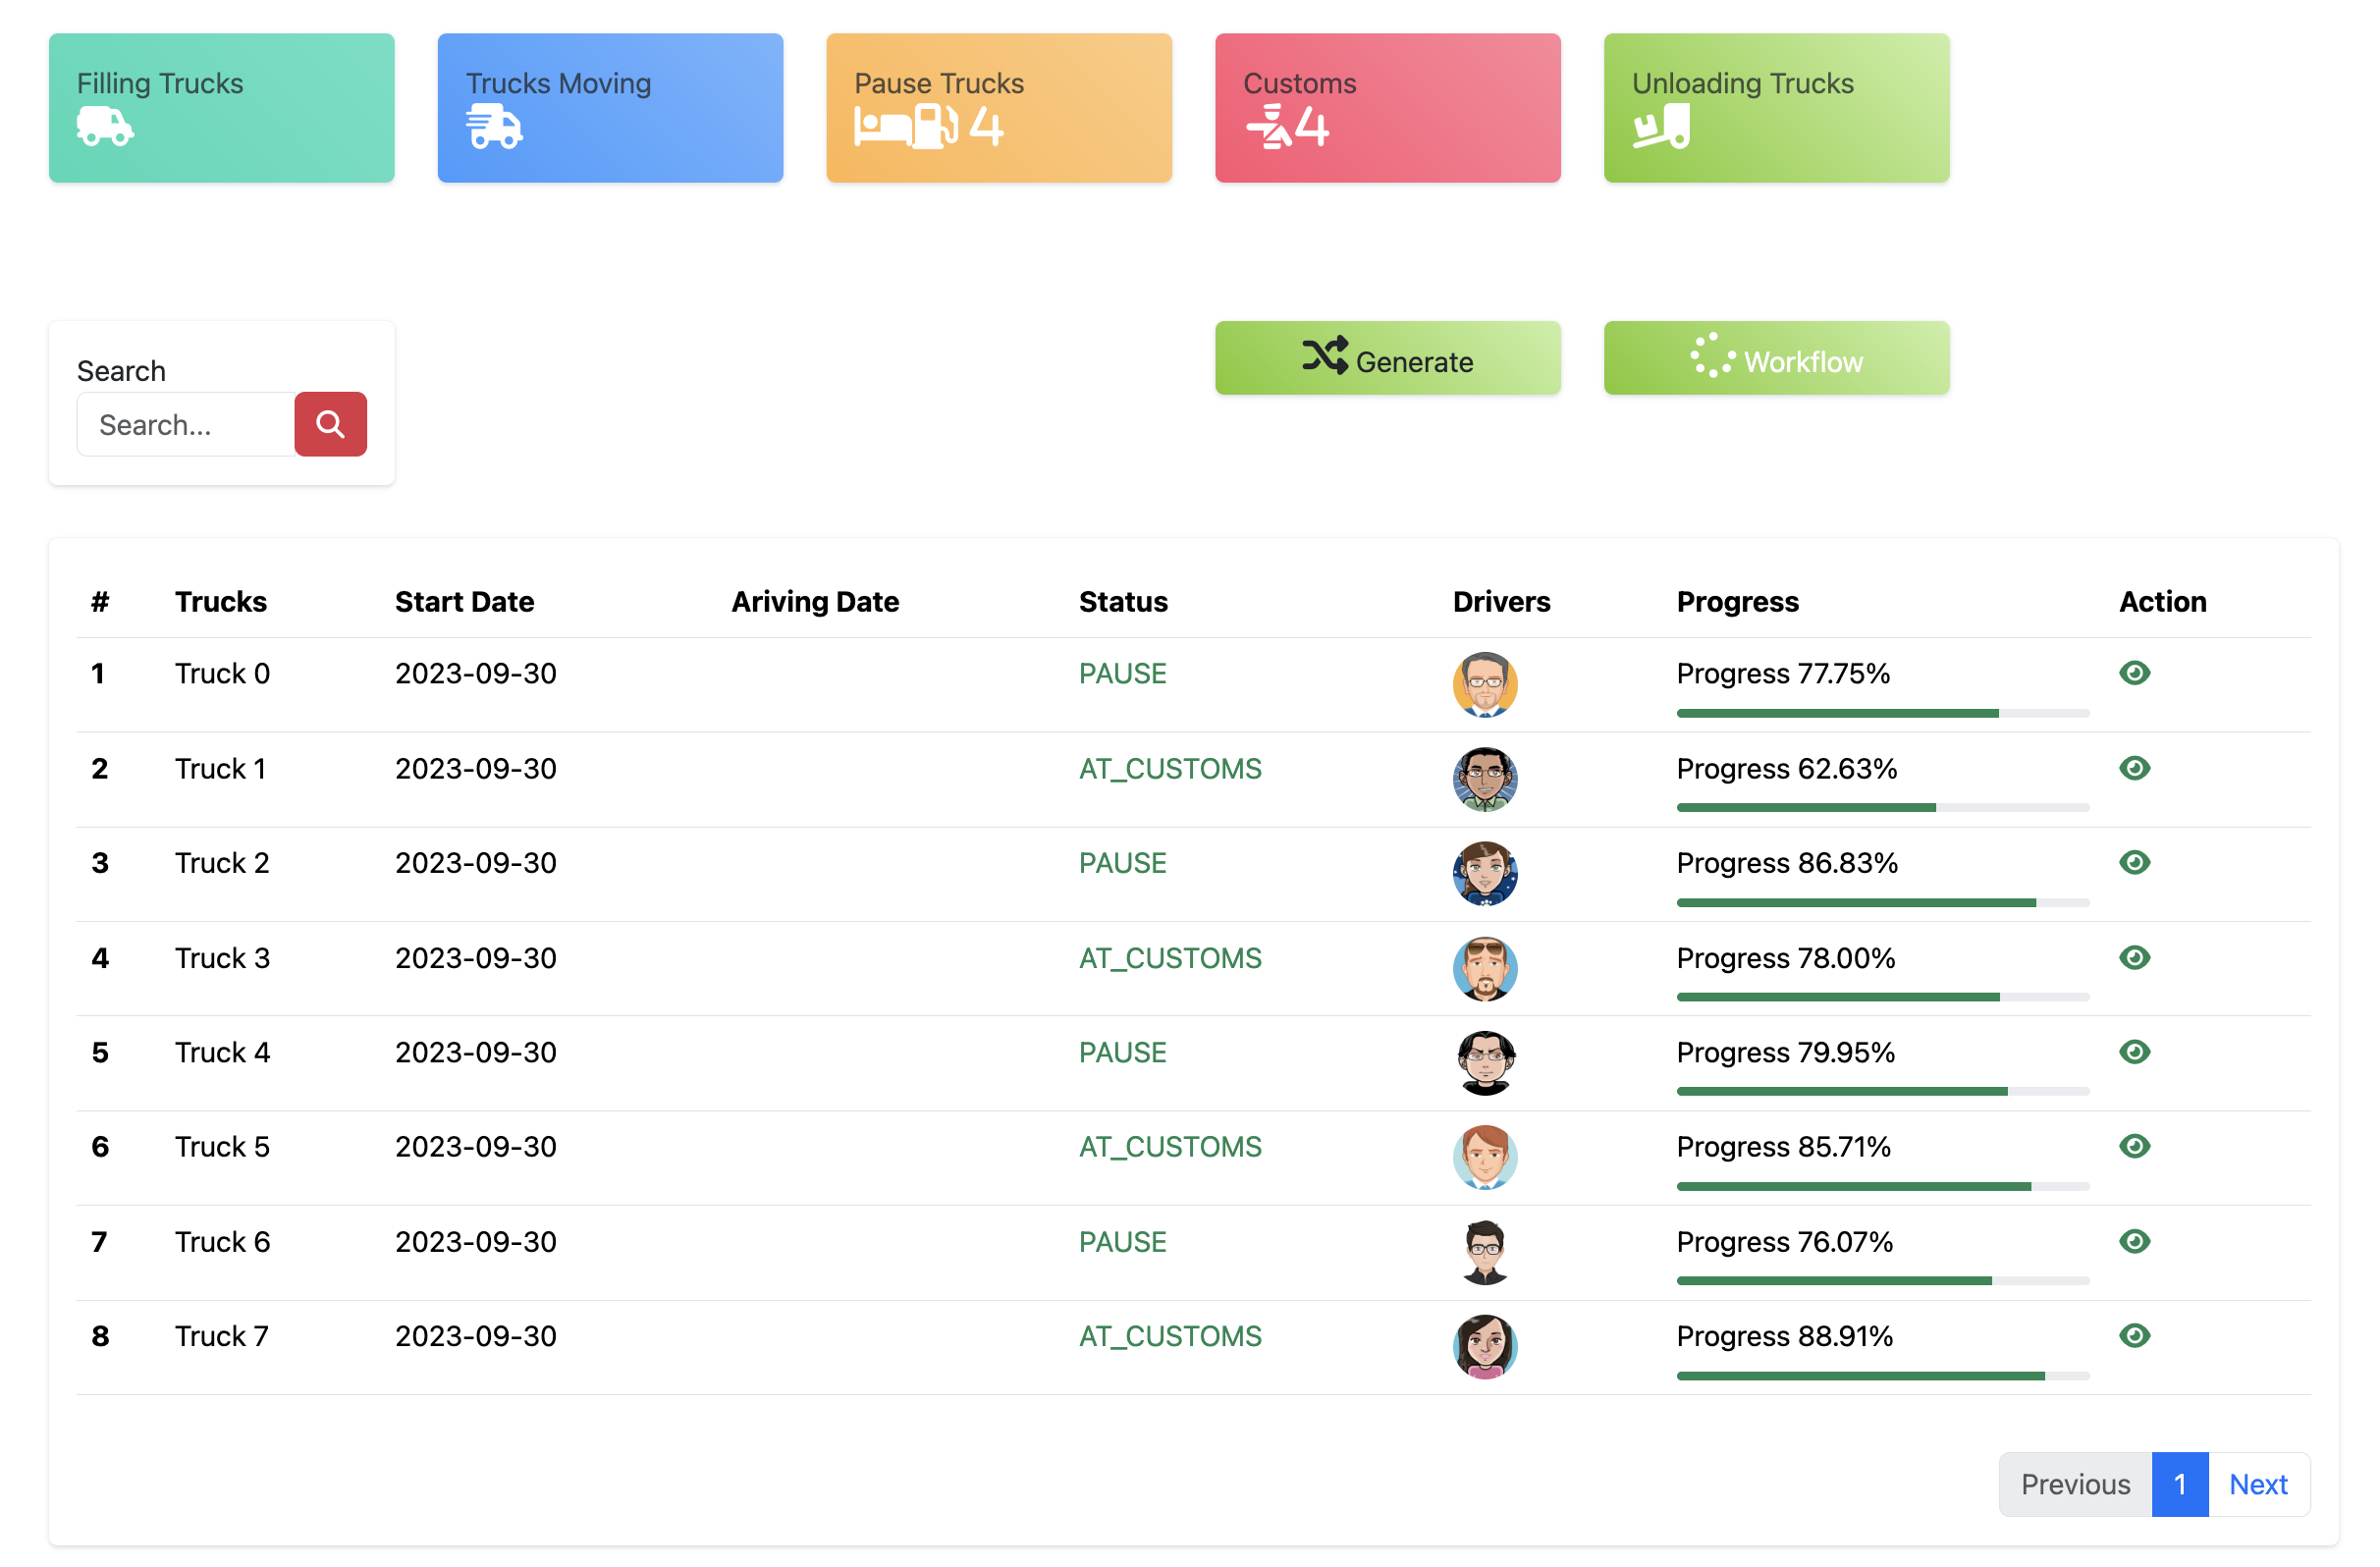 Filling Trucks
Trucks Moving
Pause Trucks
4
Customs
4
Unloading Trucks
Search
Search...
Generate
Workflow
# Trucks Start Date Ariving Date Status Drivers Progress Action
1 Truck 0 2023-09-30 PAUSE Progress 77.75%
2 Truck 1 2023-09-30 AT_CUSTOMS Progress 62.63%
3 Truck 2 2023-09-30 PAUSE Progress 86.83%
4 Truck 3 2023-09-30 AT_CUSTOMS Progress 78.00%
5 Truck 4 2023-09-30 PAUSE Progress 79.95%
6 Truck 5 2023-09-30 AT_CUSTOMS Progress 85.71%
7 Truck 6 2023-09-30 PAUSE Progress 76.07%
8 Truck 7 2023-09-30 AT_CUSTOMS Progress 88.91%
Previous 1 Next